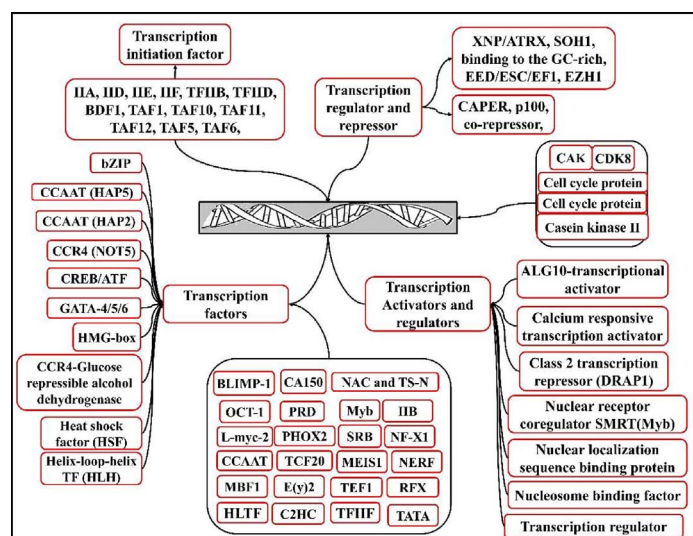 Transcription
initiation factor
IIA, IID, IIE, IIF, TFIIB, TFIID,
BDF1, TAF1, TAF10, TAF11,
TAF12, TAF5, TAF6,
Transcription
regulator and
repressor
XNP/ATRX, SOH1,
binding to the GC-rich,
EED/ESC/EF1, EZH1
CAPER, p100,
co-repressor,
CAK
CDK8
Cell cycle protein
Cell cycle protein
Casein kinase II
bZIP
CCAAT (HAP5)
CCAAT (HAP2)
CCR4 (NOT5)
CREB/ATF
GATA-4/5/6
HMG-box
CCR4-Glucose
repressible alcohol
dehydrogenase
Heat shock
factor (HSF)
Helix-loop-helix
TF (HLH)
Transcription
factors
Transcription
Activators and
regulators
ALG10-transcriptional
activator
Calcium responsive
transcription activator
Class 2 transcription
repressor (DRAP1)
Nuclear receptor
coregulator SMRT(Myb)
Nuclear localization
sequence binding protein
Nucleosome binding factor
Transcription regulator
BLIMP-1 CA150 NAC and TS-N
OCT-1 PRD Myb IIB
L-myc-2 PHOX2 SRB NF-X1
CCAAT TCF20 MEIS1 NERF
MBF1 E(y)2 TEF1 RFX
HLTF C2HC TFIIF TATA